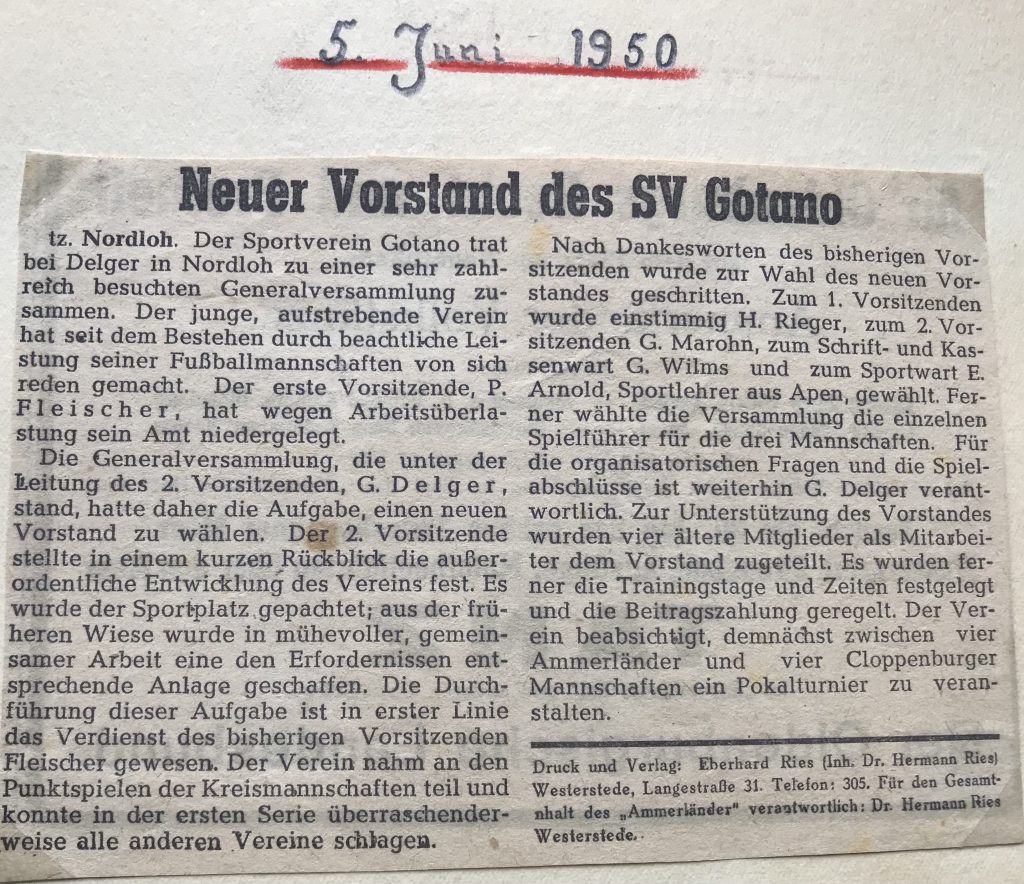 5. Juni 1950
Neuer Vorstand des SV Gotano
tz. Nordloh. Der Sportverein Gotano trat
bei Delger in Nordloh zu einer sehr zahl-
reich besuchten Generalversammlung zu-
sammen. Der junge, aufstrebende Verein
hat seit dem Bestehen durch beachtliche Lei-
stung seiner Fußballmannschaften von sich
reden gemacht. Der erste Vorsitzende, P.
Fleischer, hat wegen Arbeitsüberla-
stung sein Amt niedergelegt.
Die Generalversammlung, die unter der
Leitung des 2. Vorsitzenden, G. Delger,
stand, hatte daher die Aufgabe, einen neuen
Vorstand zu wählen. Der 2. Vorsitzende
stellte in einem kurzen Rückblick die außer-
ordentliche Entwicklung des Vereins fest. Es
wurde der Sportplatz gepachtet; aus der frü-
heren Wiese wurde in mühevoller, gemein-
samer Arbeit eine den Erfordernissen ent-
sprechende Anlage geschaffen. Die Durch-
führung dieser Aufgabe ist in erster Linie
das Verdienst des bisherigen Vorsitzenden
Fleischer gewesen. Der Verein nahm an den
Punktspielen der Kreismannschaften teil und
konnte in der ersten Serie überraschender-
weise alle anderen Vereine schlagen.
Nach Dankesworten des bisherigen Vor-
sitzenden wurde zur Wahl des neuen Vor-
standes geschritten. Zum 1. Vorsitzenden
wurde einstimmig H. Rieger, zum 2. Vor-
sitzenden G. Marohn, zum Schrift- und Kas-
senwart G. Wilms und zum Sportwart E.
Arnold, Sportlehrer aus Apen, gewählt. Fer-
ner wählte die Versammlung die einzelnen
Spielführer für die drei Mannschaften. Für
die organisatorischen Fragen und die Spiel-
abschlüsse ist weiterhin G. Delger verant-
wortlich. Zur Unterstützung des Vorstandes
wurden vier ältere Mitglieder als Mitarbei-
ter dem Vorstand zugeteilt. Es wurden fer-
ner die Trainingstage und Zeiten festgelegt
und die Beitragszahlung geregelt. Der Ver-
ein beabsichtigt, demnächst zwischen vier
Ammerländer und vier Cloppenburger
Mannschaften ein Pokalturnier zu veran-
stalten.
Druck und Verlag: Eberhard Ries (Inh. Dr. Hermann Ries)
Westerstede, Langestraße 31. Telefon: 305. Für den Gesamt-
nhalt des „Ammerländer" verantwortlich: Dr. Hermann Ries
Westerstede.